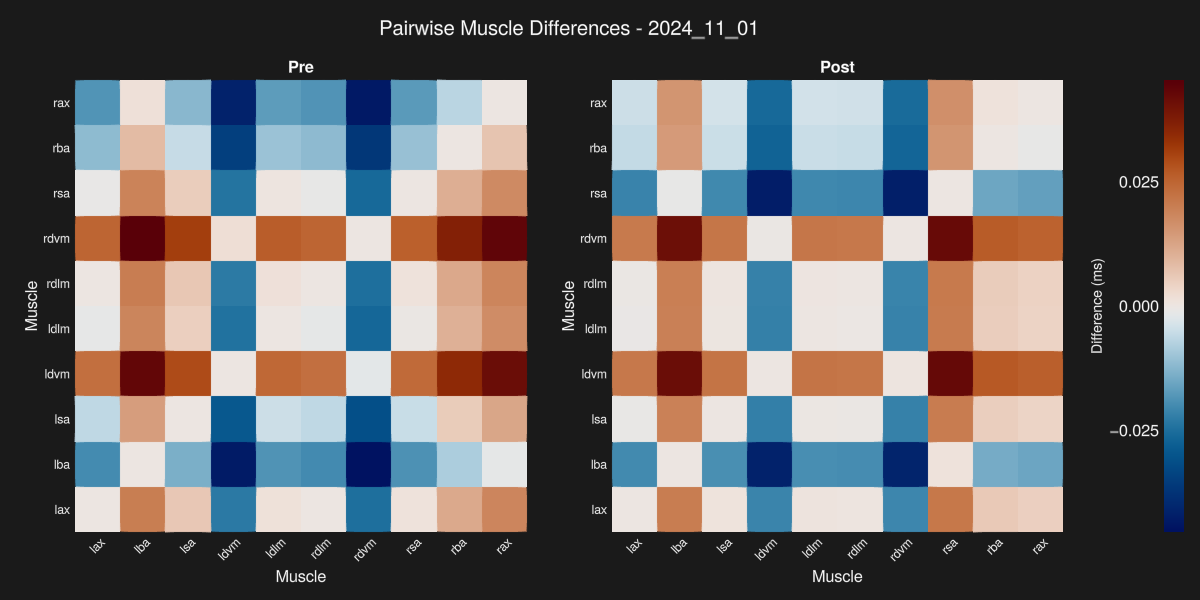 Pairwise Muscle Differences - 2024_11_01
Pre
Post
Muscle
rax
rba
rsa
rdvm
rdlm
ldlm
ldvm
lsa
lba
lax
lax
lba
lsa
ldvm
ldlm
rdlm
rdvm
rsa
rba
rax
Muscle
Muscle
rax
rba
rsa
rdvm
rdlm
ldlm
ldvm
lsa
lba
lax
lax
lba
lsa
ldvm
ldlm
rdlm
rdvm
rsa
rba
rax
Muscle
Difference (ms)
0.025
0.000
−0.025